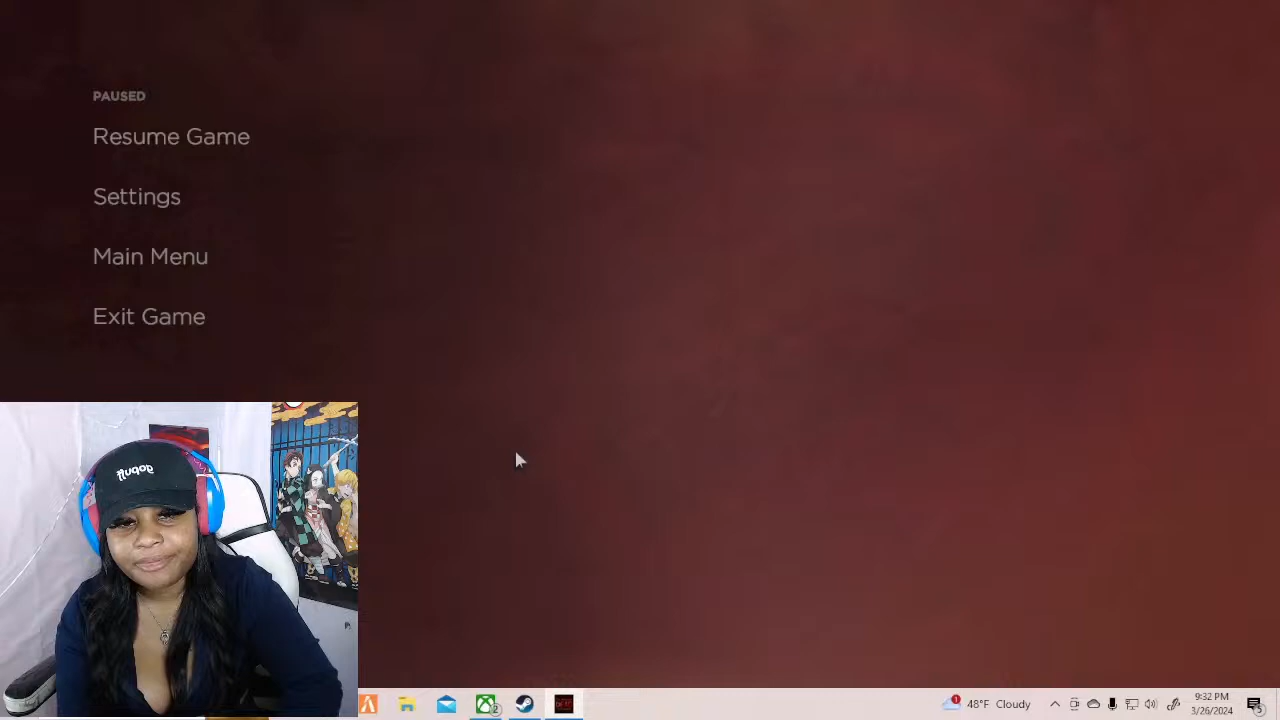 PAUSED
Resume Game
Settings
Main Menu
Exit Game
48°F Cloudy
9:32 PM
3/26/2024